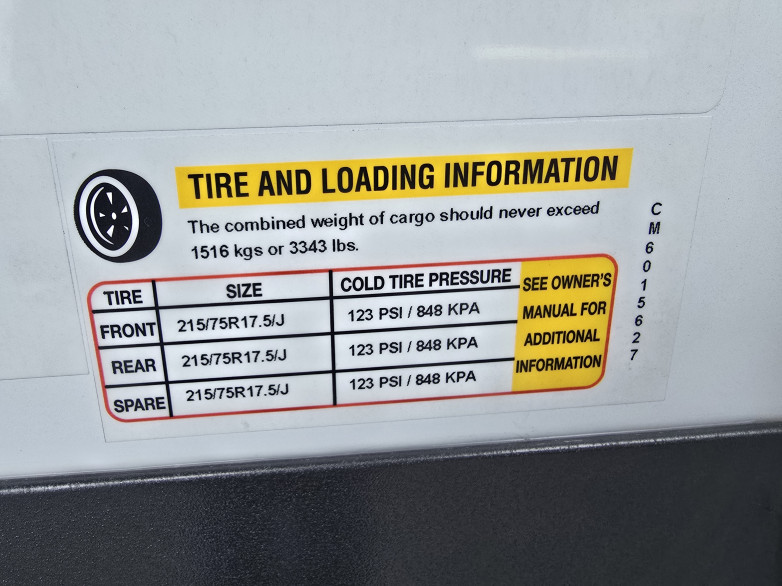 TIRE AND LOADING INFORMATION
The combined weight of cargo should never exceed
1516 kgs or 3343 lbs.
TIRE SIZE COLD TIRE PRESSURE
FRONT 215/75R17.5/J 123 PSI / 848 KPA
REAR 215/75R17.5/J 123 PSI / 848 KPA
SPARE 215/75R17.5/J 123 PSI / 848 KPA
SEE OWNER'S
MANUAL FOR
ADDITIONAL
INFORMATION
CM6015627